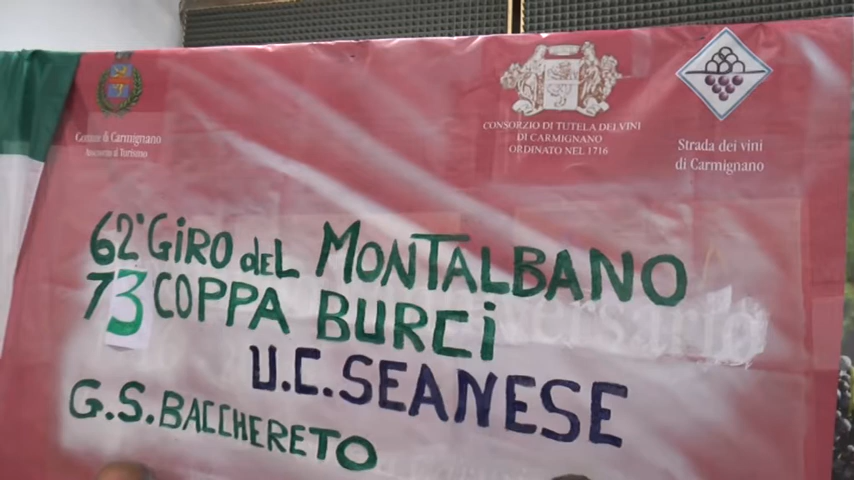 Comune di Carmignano
Assessorato al Turismo
CONSORZIO DI TUTELA DEI VINI
DI CARMIGNANO
ORDINATO NEL 1716
Strada dei vini
di Carmignano
62° GiRO deL MONTALBANO
73 COPPA BURCi
U.C. SEANESE
G.S. BACCHERETO